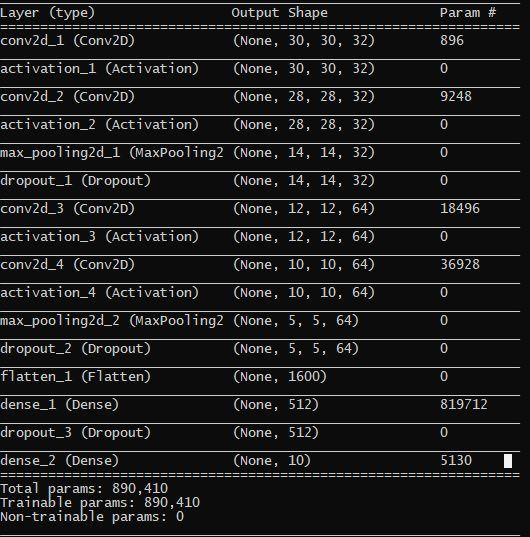 Layer (type)                 Output Shape              Param #
=================================================================
conv2d_1 (Conv2D)            (None, 30, 30, 32)        896
activation_1 (Activation)    (None, 30, 30, 32)        0
conv2d_2 (Conv2D)            (None, 28, 28, 32)        9248
activation_2 (Activation)    (None, 28, 28, 32)        0
max_pooling2d_1 (MaxPooling2 (None, 14, 14, 32)        0
dropout_1 (Dropout)          (None, 14, 14, 32)        0
conv2d_3 (Conv2D)            (None, 12, 12, 64)        18496
activation_3 (Activation)    (None, 12, 12, 64)        0
conv2d_4 (Conv2D)            (None, 10, 10, 64)        36928
activation_4 (Activation)    (None, 10, 10, 64)        0
max_pooling2d_2 (MaxPooling2 (None, 5, 5, 64)          0
dropout_2 (Dropout)          (None, 5, 5, 64)          0
flatten_1 (Flatten)          (None, 1600)              0
dense_1 (Dense)              (None, 512)               819712
dropout_3 (Dropout)          (None, 512)               0
dense_2 (Dense)              (None, 10)                5130
=================================================================
Total params: 890,410
Trainable params: 890,410
Non-trainable params: 0